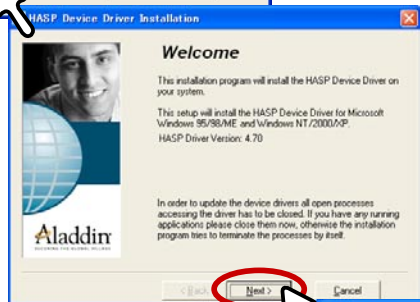 HASP Device Driver Installation
Welcome
This installation program will install the HASP Device Driver on
your system.
This setup will install the HASP Device Driver for Microsoft
Windows 95/98/ME and Windows NT/2000/XP.
HASP Driver Version: 4.70
In order to update the device drivers all open processes
accessing the driver has to be closed. If you have any running
applications please close them now, otherwise the installation
program tries to terminate the processes by itself.
Aladdin
SECURING THE GLOBAL VILLAGE
< Back
Next >
Cancel